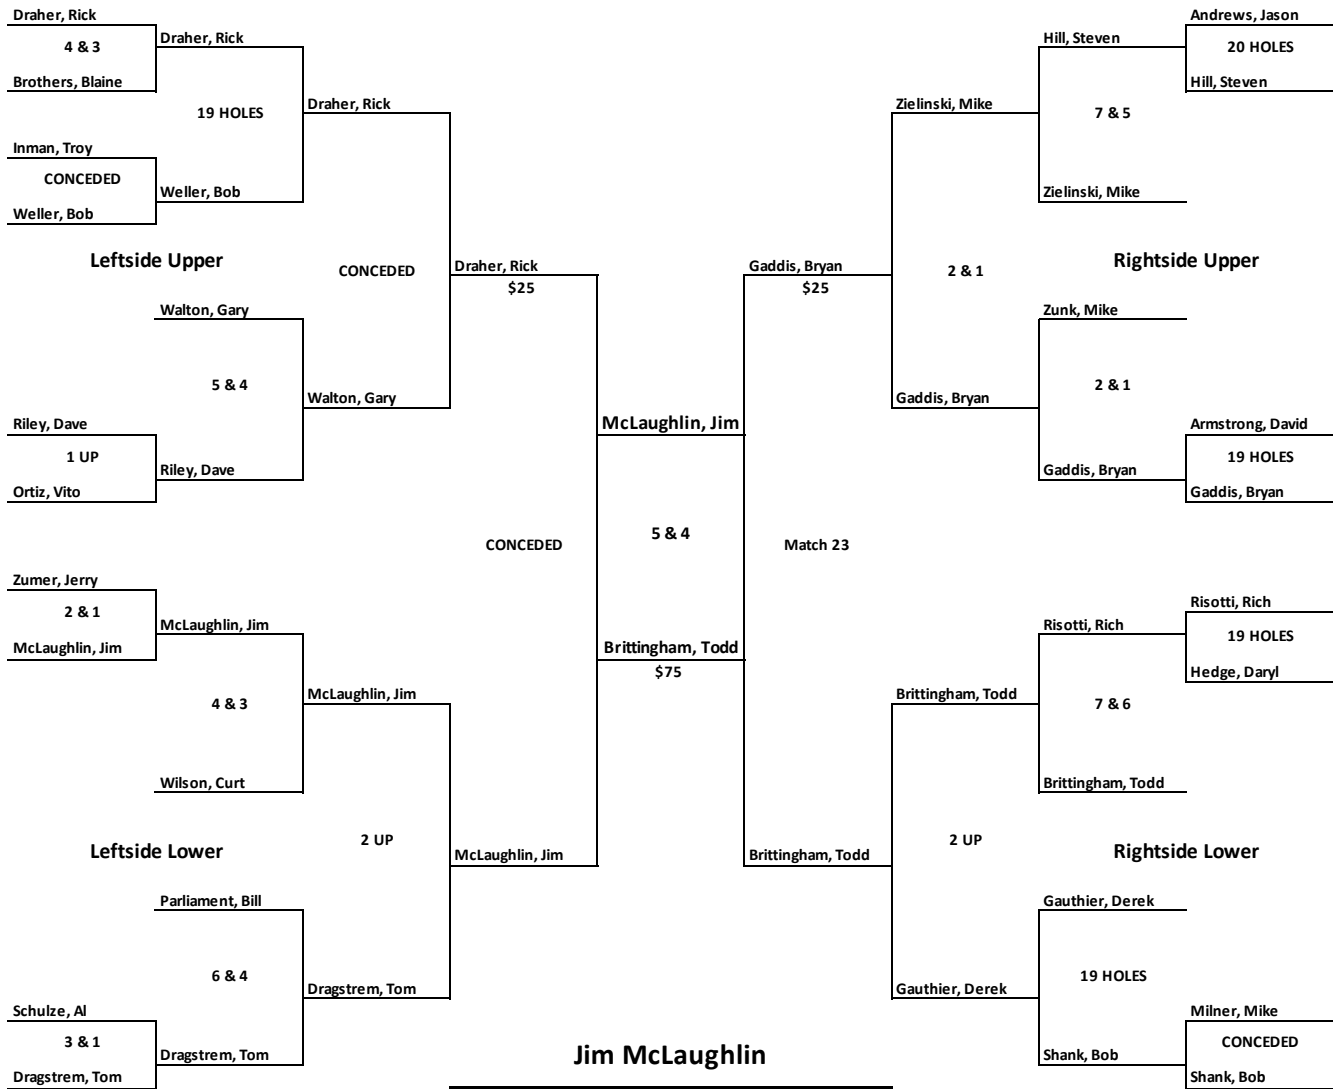 Draher, Rick
4 & 3
Brothers, Blaine
Draher, Rick
19 HOLES
Inman, Troy
CONCEDED
Weller, Bob
Weller, Bob
Draher, Rick
Leftside Upper
CONCEDED
Walton, Gary
5 & 4
Riley, Dave
1 UP
Ortiz, Vito
Riley, Dave
Walton, Gary
Draher, Rick
$25
CONCEDED
Zumer, Jerry
2 & 1
McLaughlin, Jim
McLaughlin, Jim
4 & 3
Wilson, Curt
McLaughlin, Jim
Leftside Lower
2 UP
Parliament, Bill
6 & 4
Schulze, Al
3 & 1
Dragstrem, Tom
Dragstrem, Tom
Dragstrem, Tom
McLaughlin, Jim
McLaughlin, Jim
5 & 4
Brittingham, Todd
$75
Andrews, Jason
20 HOLES
Hill, Steven
Hill, Steven
7 & 5
Zielinski, Mike
Zielinski, Mike
2 & 1
Rightside Upper
Zunk, Mike
2 & 1
Armstrong, David
19 HOLES
Gaddis, Bryan
Gaddis, Bryan
Gaddis, Bryan
Gaddis, Bryan
$25
Match 23
Risotti, Rich
19 HOLES
Hedge, Daryl
Risotti, Rich
7 & 6
Brittingham, Todd
Brittingham, Todd
2 UP
Rightside Lower
Gauthier, Derek
19 HOLES
Milner, Mike
CONCEDED
Shank, Bob
Shank, Bob
Gauthier, Derek
Brittingham, Todd
Jim McLaughlin